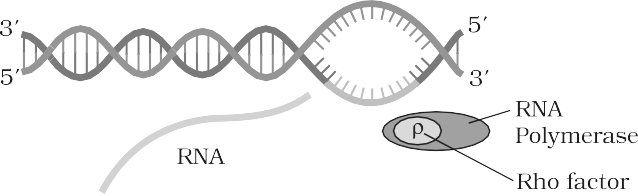 3′
5′
5′
3′
RNA
ρ
RNA
Polymerase
Rho factor